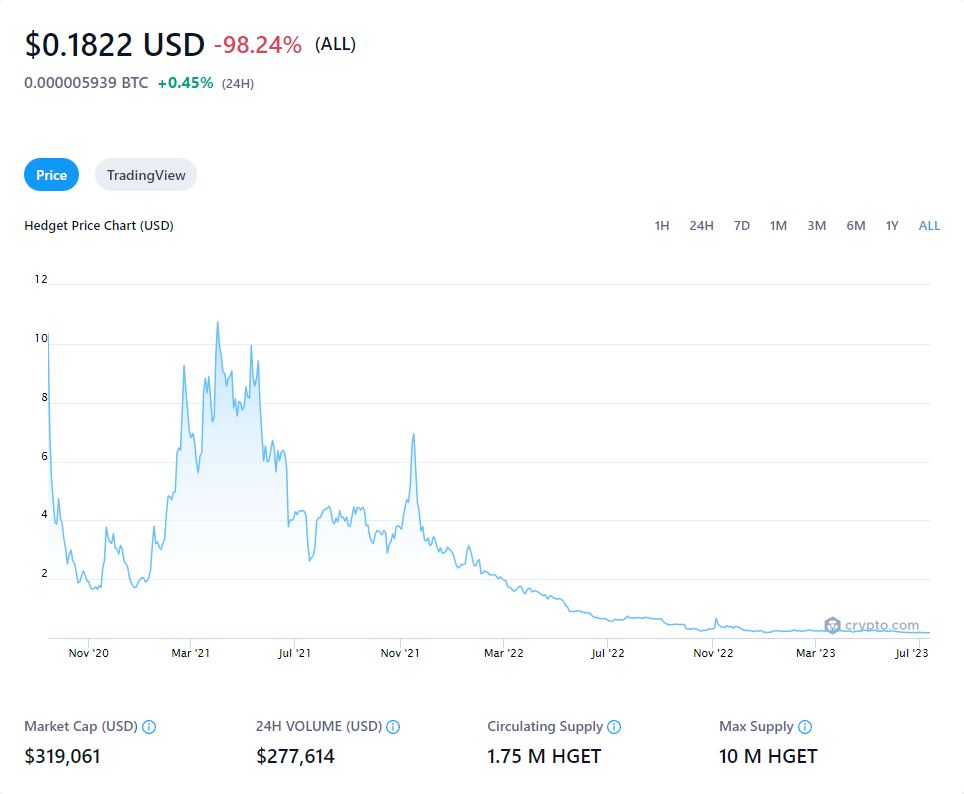 $0.1822 USD -98.24% (ALL)
0.000005939 BTC +0.45% (24H)
Price TradingView
Hedget Price Chart (USD) 1H 24H 7D 1M 3M 6M 1Y ALL
12
10
8
6
4
2
crypto.com
Nov '20 Mar '21 Jul '21 Nov '21 Mar '22 Jul '22 Nov '22 Mar '23 Jul '23
Market Cap (USD) 24H VOLUME (USD) Circulating Supply Max Supply
$319,061 $277,614 1.75 M HGET 10 M HGET